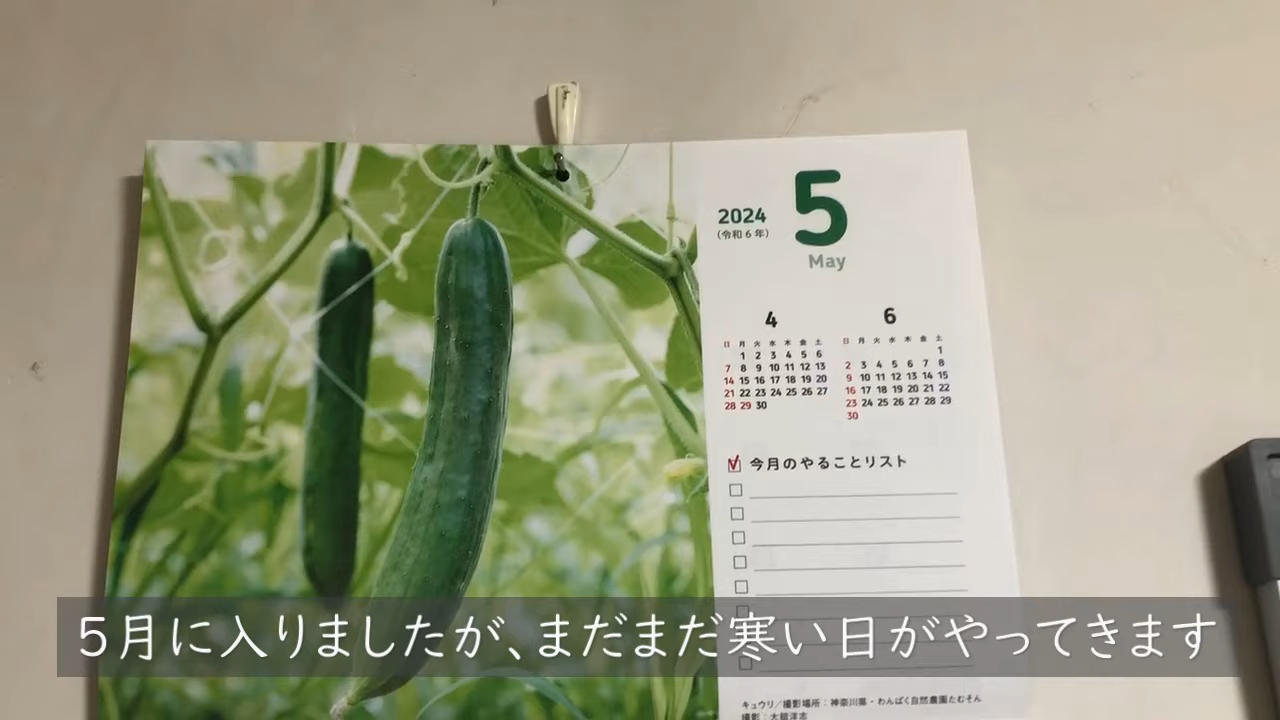 2024
(令和6年)
5
May
4
日 月 火 水 木 金 土
1 2 3 4 5 6
7 8 9 10 11 12 13
14 15 16 17 18 19 20
21 22 23 24 25 26 27
28 29 30
6
日 月 火 水 木 金 土
1
2 3 4 5 6 7 8
9 10 11 12 13 14 15
16 17 18 19 20 21 22
23 24 25 26 27 28 29
30
今月のやることリスト
5月に入りましたが、まだまだ寒い日がやってきます
キュウリ/撮影場所:神奈川県・わんぱく自然農園たむそん
撮影:大舘洋志